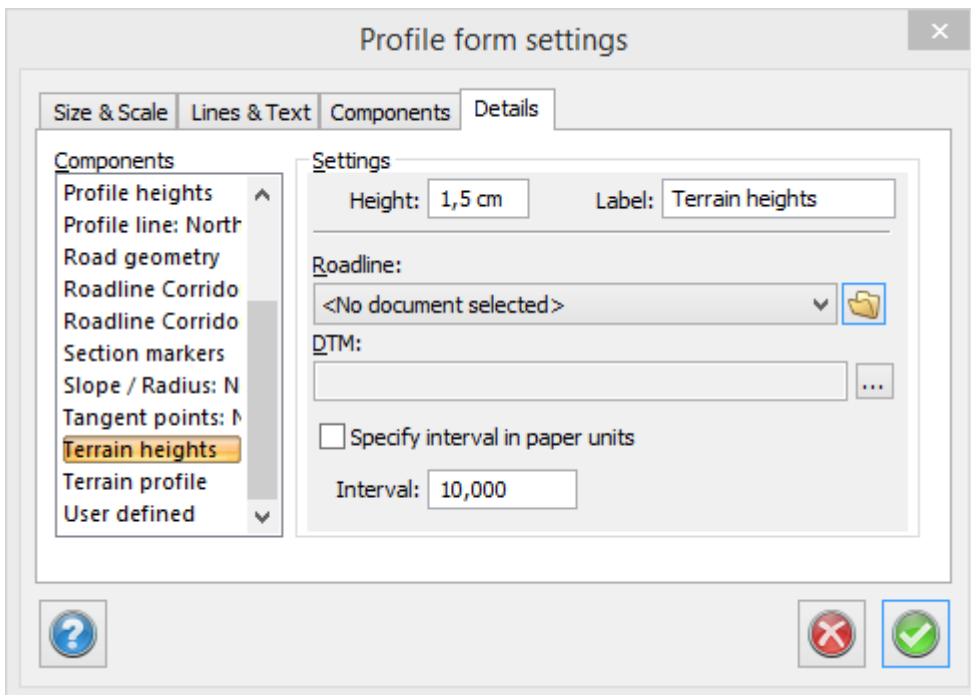 Profile form settings
Size & Scale
Lines & Text
Components
Details
Components
Profile heights
Profile line: North
Road geometry
Roadline Corrido
Roadline Corrido
Section markers
Slope / Radius: N
Tangent points: N
Terrain heights
Terrain profile
User defined
Settings
Height: 1,5 cm
Label: Terrain heights
Roadline:
<No document selected>
DTM:
...
Specify interval in paper units
Interval: 10,000